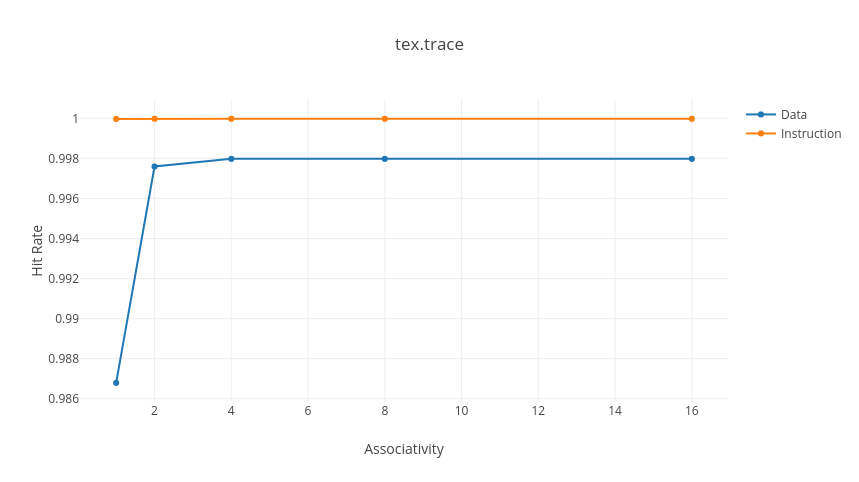 tex.trace
Data
Instruction
Hit Rate
1
0.998
0.996
0.994
0.992
0.99
0.988
0.986
2 4 6 8 10 12 14 16
Associativity